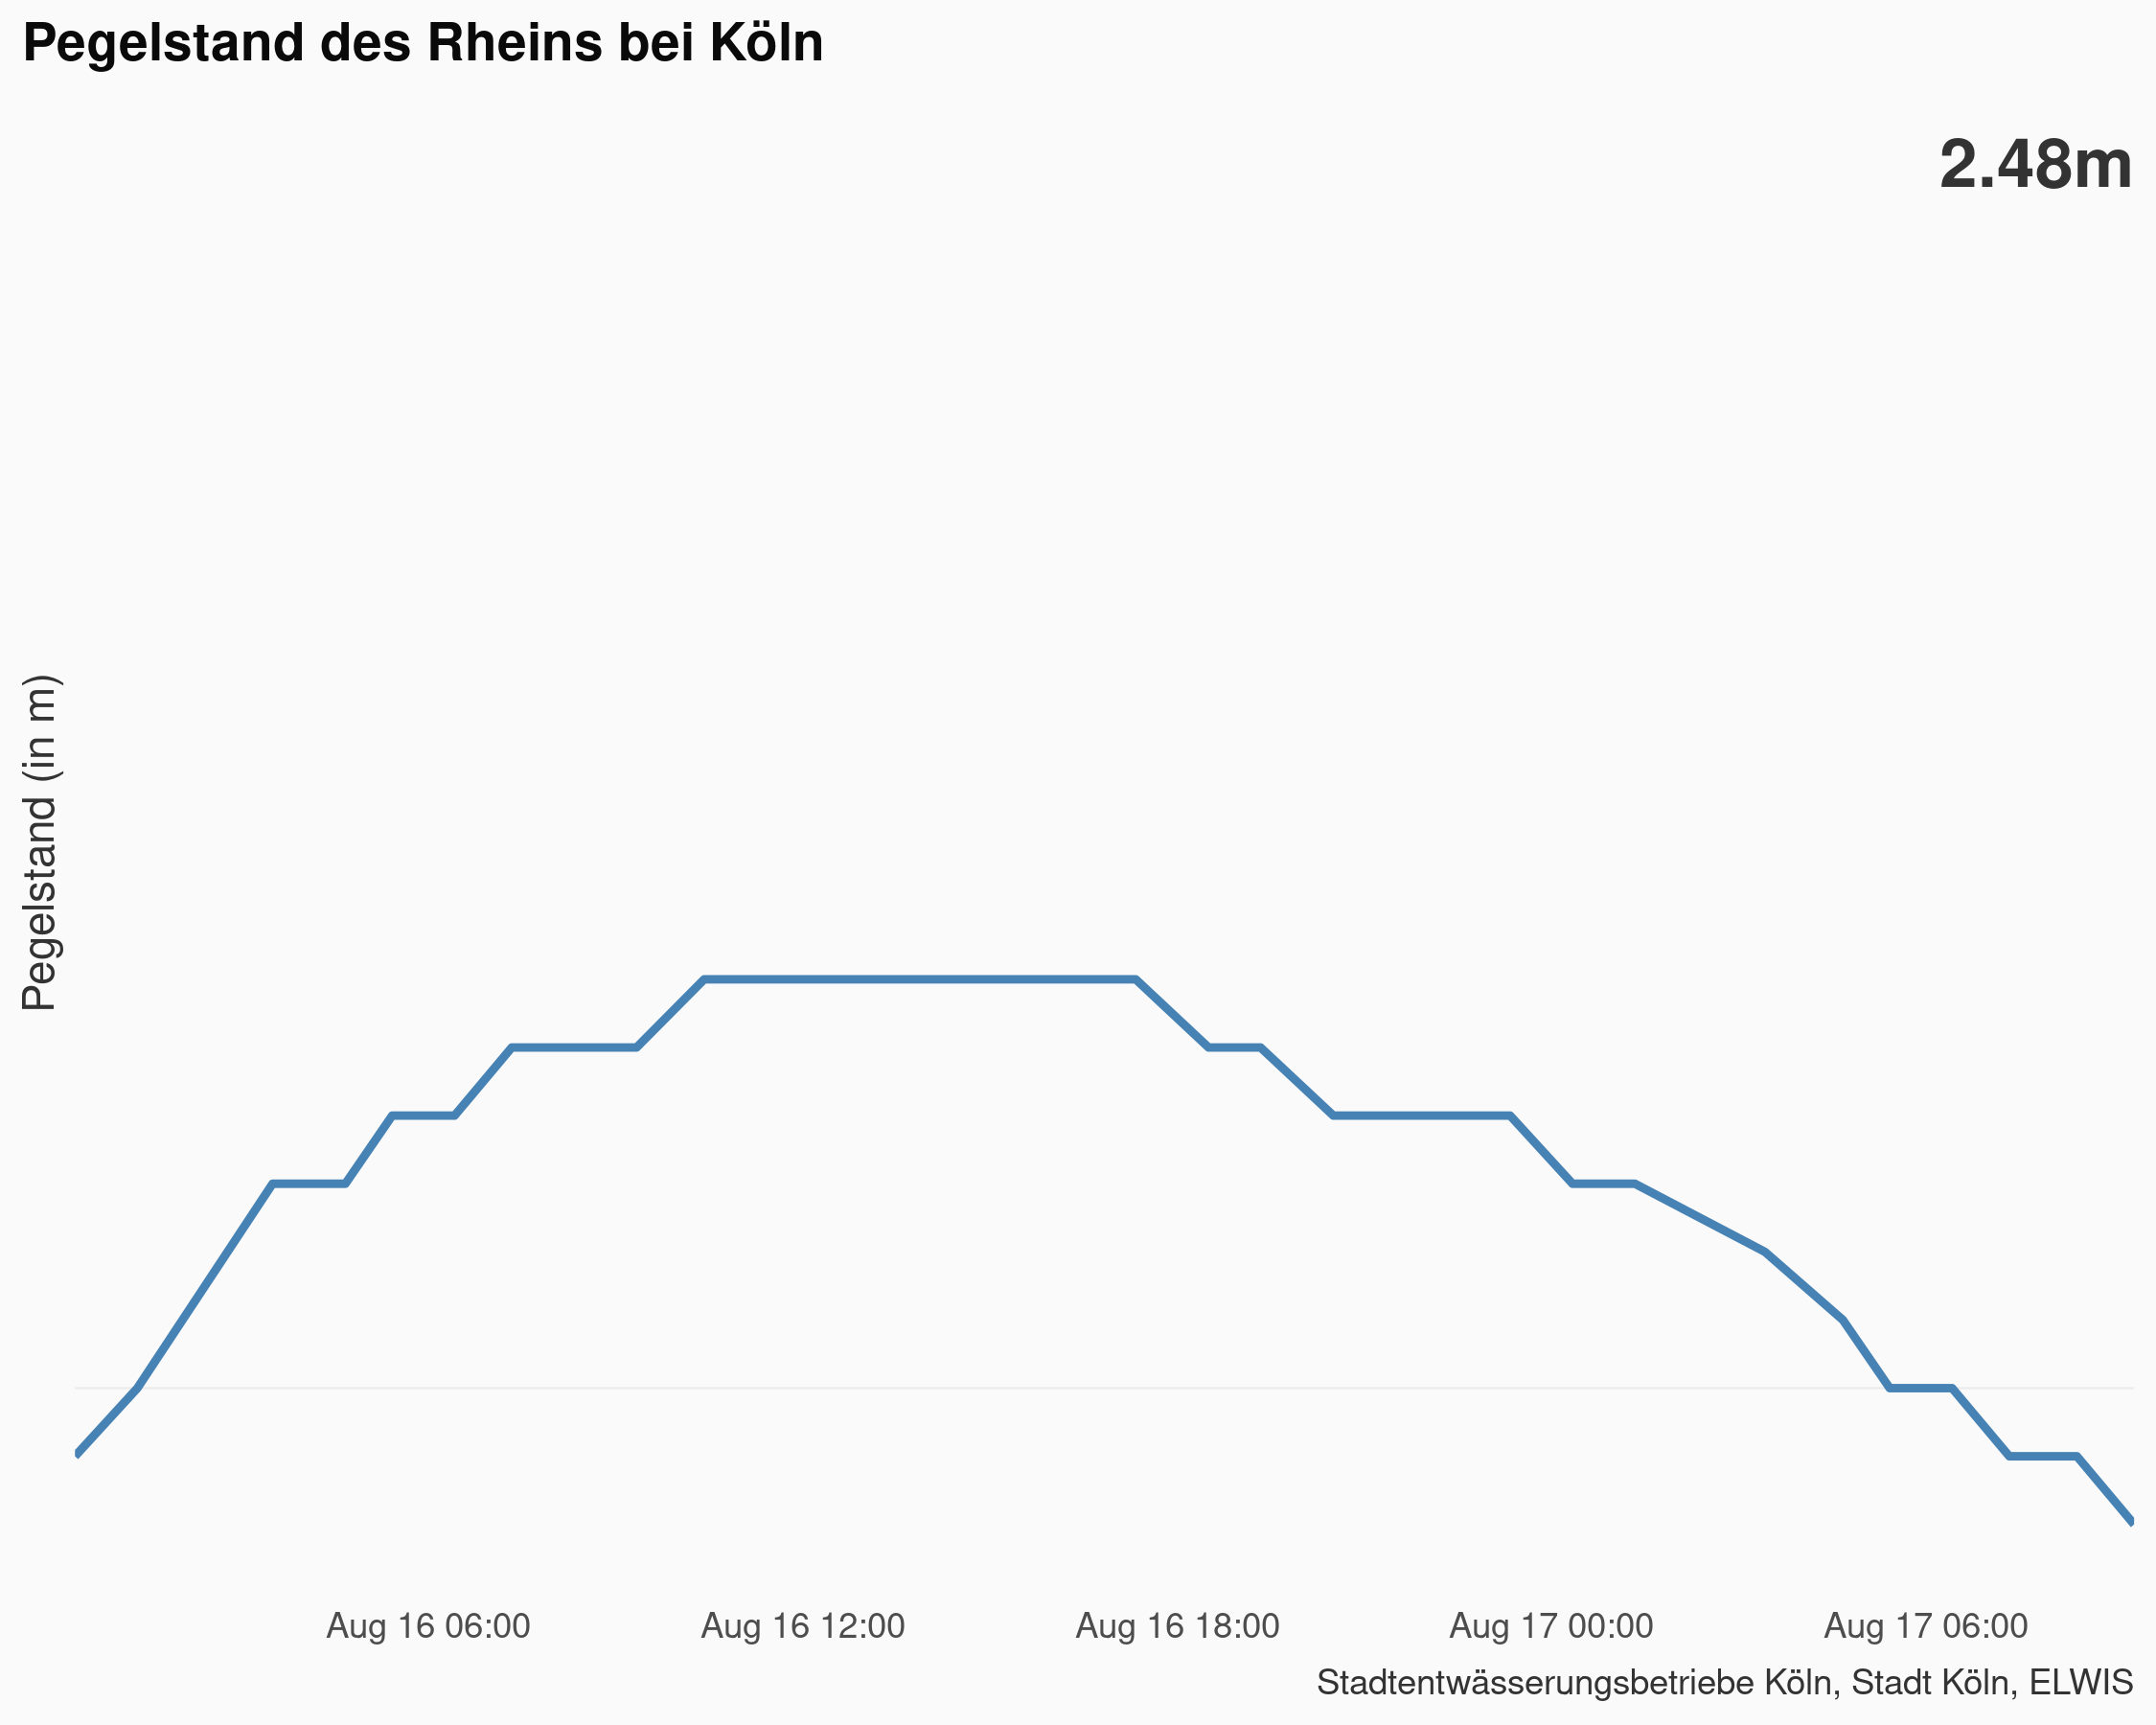 Pegelstand des Rheins bei Köln
2.48m
Pegelstand (in m)
Aug 16 06:00 Aug 16 12:00 Aug 16 18:00 Aug 17 00:00 Aug 17 06:00
Stadtentwässerungsbetriebe Köln, Stadt Köln, ELWIS